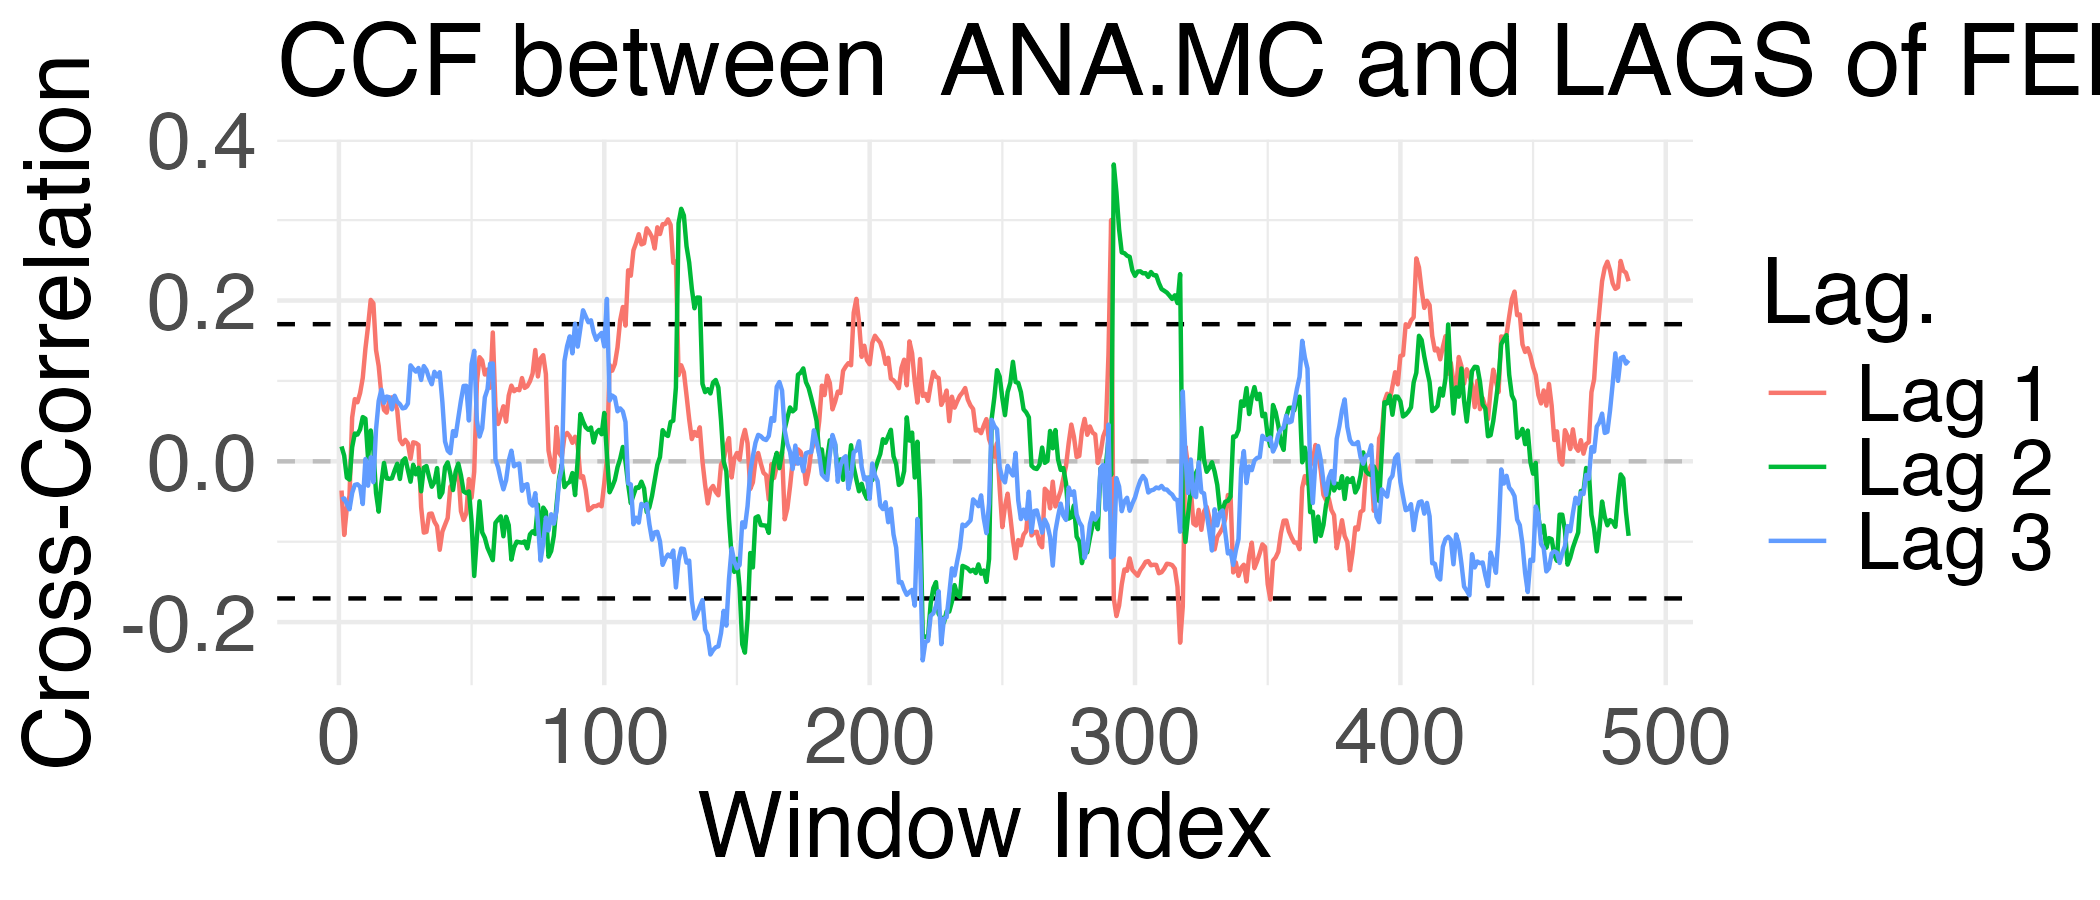 CCF between ANA.MC and LAGS of
Cross-Correlation
0.4
0.2
0.0
-0.2
0 100 200 300 400 500
Window Index
Lag.
Lag 1
Lag 2
Lag 3